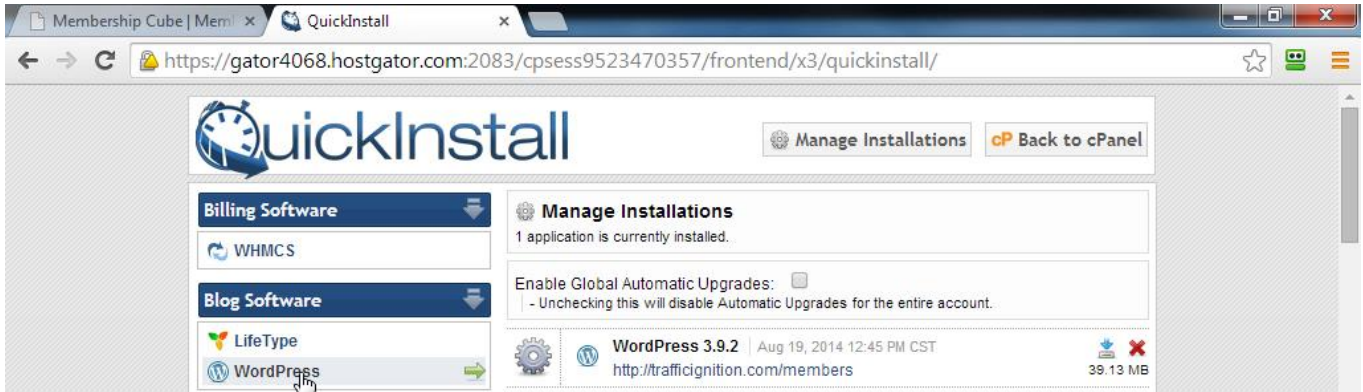 Membership Cube | Mem
QuickInstall
https://gator4068.hostgator.com:2083/cpsess9523470357/frontend/x3/quickinstall/
QuickInstall
Manage Installations
cP Back to cPanel
Billing Software
WHMCS
Blog Software
LifeType
WordPress
Manage Installations
1 application is currently installed.
Enable Global Automatic Upgrades:
- Unchecking this will disable Automatic Upgrades for the entire account.
WordPress 3.9.2 | Aug 19, 2014 12:45 PM CST
http://trafficignition.com/members
39.13 MB